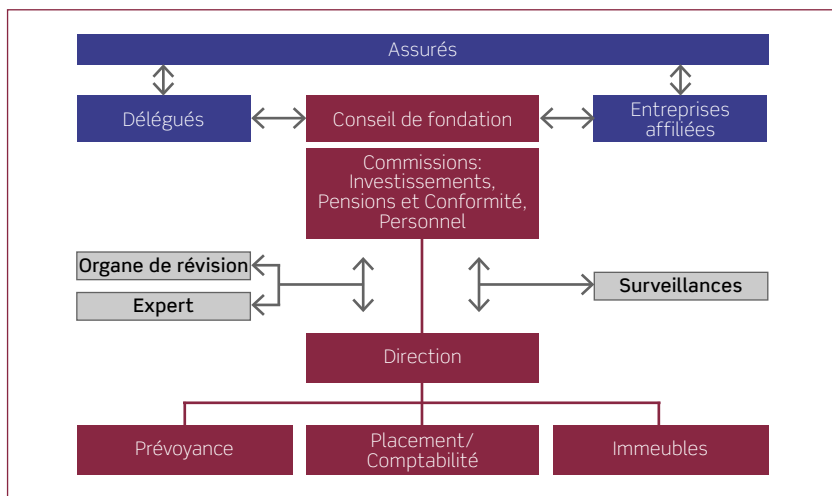 Assurés
Délégués
Conseil de fondation
Entreprises
affiliées
Commissions:
Investissements,
Pensions et Conformité,
Personnel
Organe de révision
Expert
Surveillances
Direction
Prévoyance
Placement/
Comptabilité
Immeubles